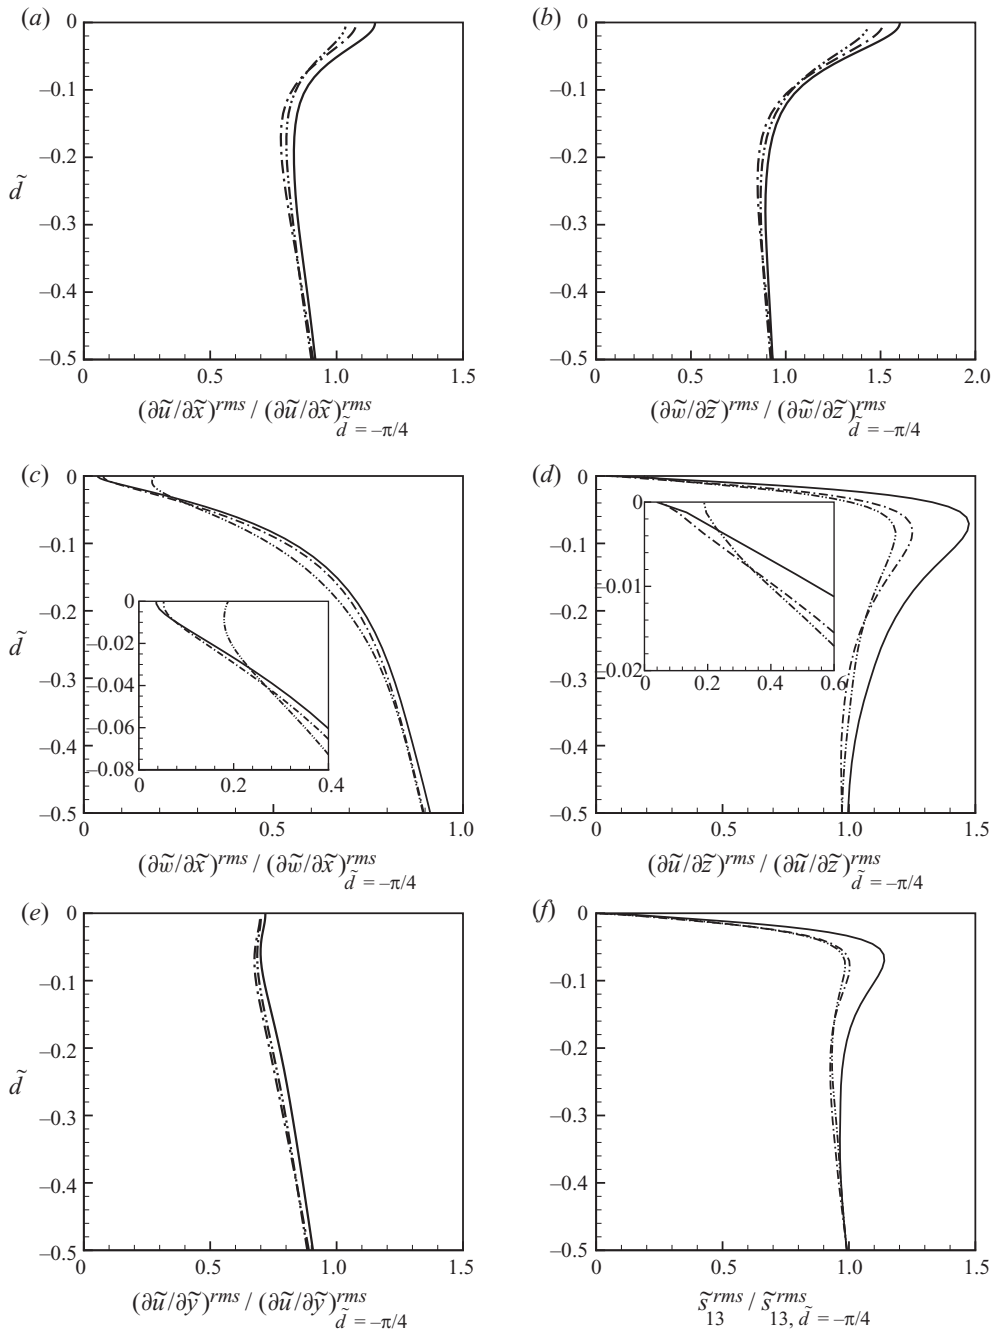 (a)
0
–0.1
–0.2
–0.3
–0.4
–0.5
d̃
0 0.5 1.0 1.5
(∂ũ/∂x̃)^rms / (∂ũ/∂x̃)^rms_d̃ = –π/4
(b)
0
–0.1
–0.2
–0.3
–0.4
–0.5
0 0.5 1.0 1.5 2.0
(∂w̃/∂z̃)^rms / (∂w̃/∂z̃)^rms_d̃ = –π/4
(c)
0
–0.1
–0.2
–0.3
–0.4
–0.5
d̃
0 0.5 1.0
0
–0.02
–0.04
–0.06
–0.08
0 0.2 0.4
(∂w̃/∂x̃)^rms / (∂w̃/∂x̃)^rms_d̃ = –π/4
(d)
0
–0.1
–0.2
–0.3
–0.4
–0.5
0 0.5 1.0 1.5
0
–0.01
–0.02
0 0.2 0.4 0.6
(∂ũ/∂z̃)^rms / (∂ũ/∂z̃)^rms_d̃ = –π/4
(e)
0
–0.1
–0.2
–0.3
–0.4
–0.5
d̃
0 0.5 1.0 1.5
(∂ũ/∂ỹ)^rms / (∂ũ/∂ỹ)^rms_d̃ = –π/4
(f)
0
–0.1
–0.2
–0.3
–0.4
–0.5
0 0.5 1.0 1.5
s̃^rms_13 / s̃^rms_13, d̃ = –π/4